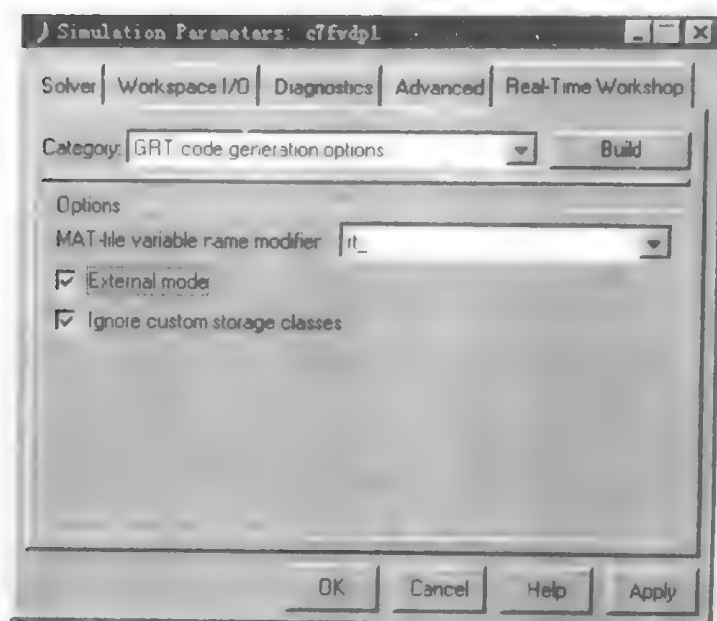 Simulation Parameters: c7fvdp1
Solver Workspace I/O Diagnostics Advanced Real-Time Workshop
Category: GRT code generation options Build
Options
MAT-file variable name modifier rt_
External mode
Ignore custom storage classes
OK Cancel Help Apply